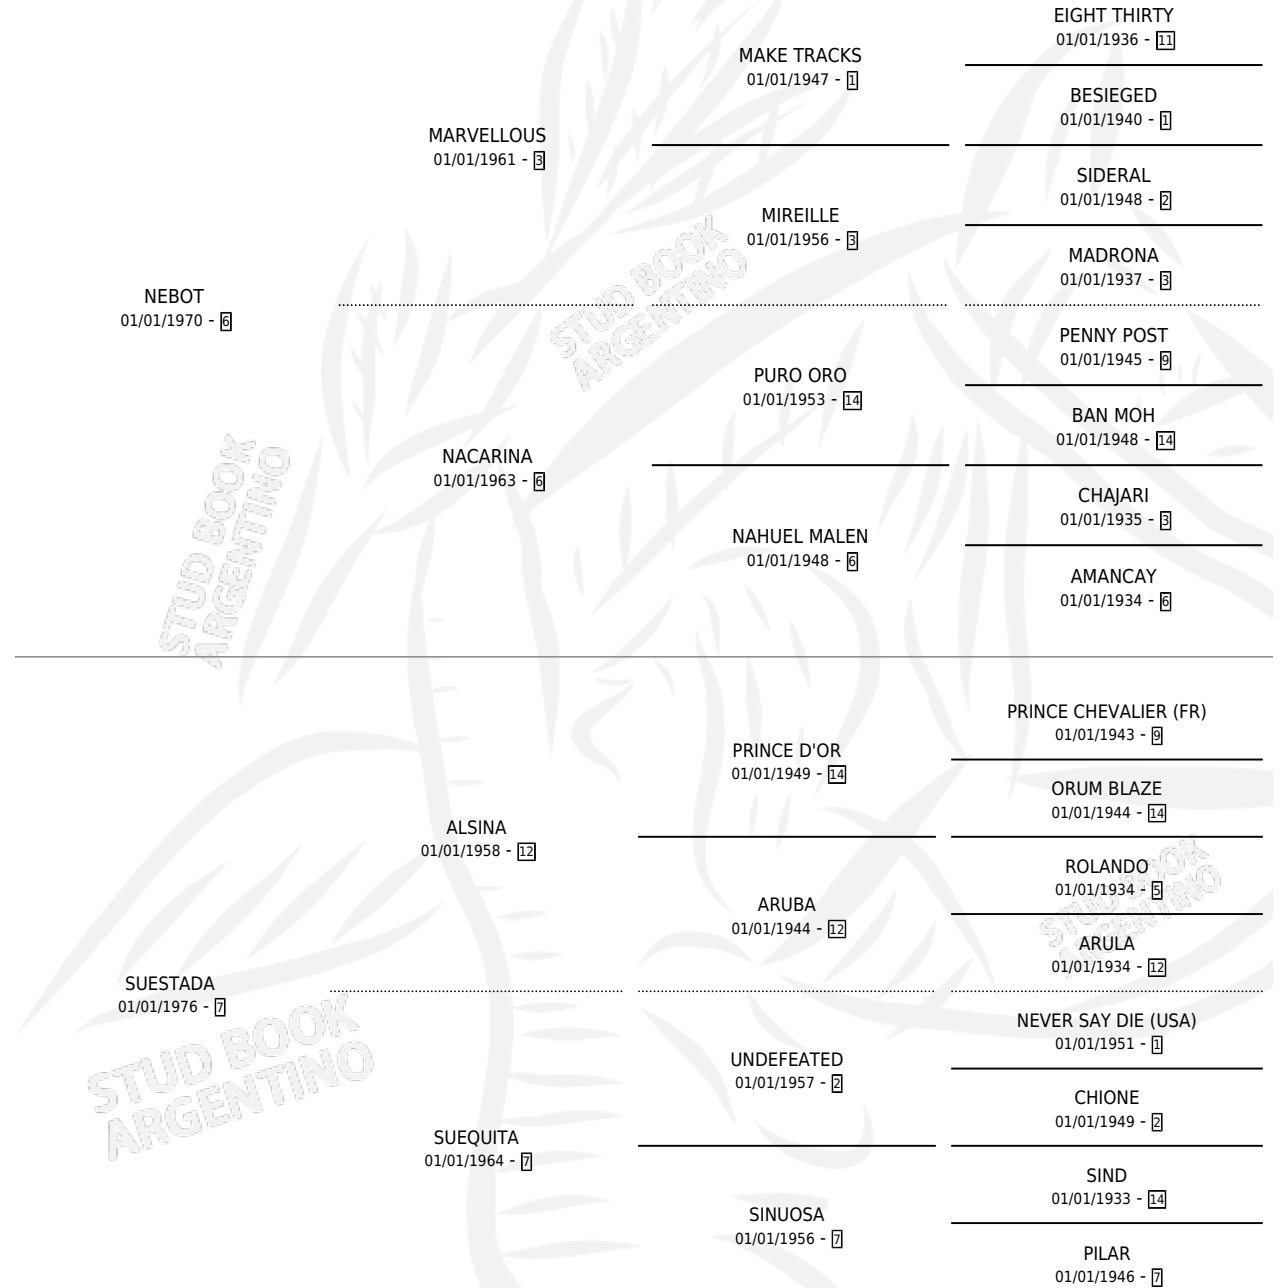 EIGHT THIRTY
01/01/1936 - 11
MAKE TRACKS
01/01/1947 - 1
BESIEGED
01/01/1940 - 1
MARVELLOUS
01/01/1961 - 3
SIDERAL
01/01/1948 - 2
MIREILLE
01/01/1956 - 3
MADRONA
01/01/1937 - 3
NEBOT
01/01/1970 - 6
STUD BOOK
ARGENTINO
PENNY POST
01/01/1945 - 9
PURO ORO
01/01/1953 - 14
BAN MOH
01/01/1948 - 14
NACARINA
01/01/1963 - 6
CHAJARI
01/01/1935 - 3
NAHUEL MALEN
01/01/1948 - 6
AMANCAY
01/01/1934 - 6
STUD BOOK
ARGENTINO
PRINCE CHEVALIER (FR)
01/01/1943 - 9
PRINCE D'OR
01/01/1949 - 14
ORUM BLAZE
01/01/1944 - 14
ALSINA
01/01/1958 - 12
ROLANDO
01/01/1934 - 5
ARUBA
01/01/1944 - 12
ARULA
01/01/1934 - 12
STUD BOOK
ARGENTINO
SUESTADA
01/01/1976 - 7
NEVER SAY DIE (USA)
01/01/1951 - 1
UNDEFEATED
01/01/1957 - 2
CHIONE
01/01/1949 - 2
STUD BOOK
ARGENTINO
SUEQUITA
01/01/1964 - 7
SIND
01/01/1933 - 14
SINUOSA
01/01/1956 - 7
PILAR
01/01/1946 - 7